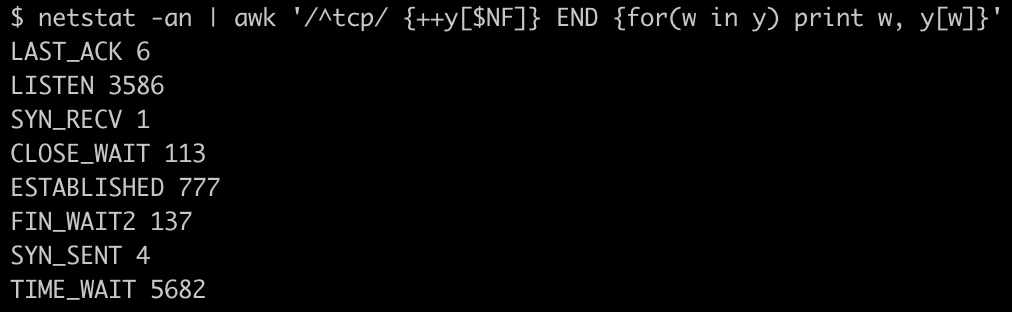 $ netstat -an | awk '/^tcp/ {++y[$NF]} END {for(w in y) print w, y[w]}'
LAST_ACK 6
LISTEN 3586
SYN_RECV 1
CLOSE_WAIT 113
ESTABLISHED 777
FIN_WAIT2 137
SYN_SENT 4
TIME_WAIT 5682